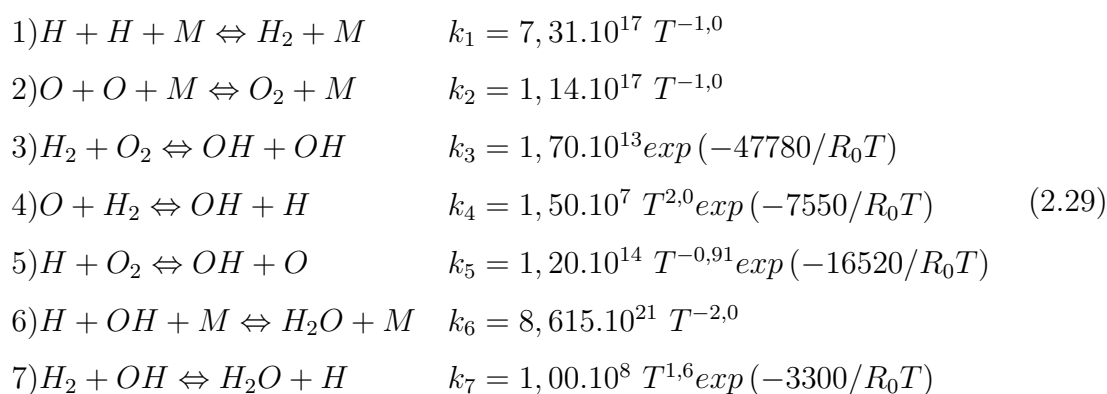 1)H + H + M ⇔ H₂ + M k₁ = 7,31.10¹⁷ T⁻¹,⁰
2)O + O + M ⇔ O₂ + M k₂ = 1,14.10¹⁷ T⁻¹,⁰
3)H₂ + O₂ ⇔ OH + OH k₃ = 1,70.10¹³exp (−47780/R₀T)
4)O + H₂ ⇔ OH + H k₄ = 1,50.10⁷ T²,⁰exp (−7550/R₀T) (2.29)
5)H + O₂ ⇔ OH + O k₅ = 1,20.10¹⁴ T⁻⁰,⁹¹exp (−16520/R₀T)
6)H + OH + M ⇔ H₂O + M k₆ = 8,615.10²¹ T⁻²,⁰
7)H₂ + OH ⇔ H₂O + H k₇ = 1,00.10⁸ T¹,⁶exp (−3300/R₀T)